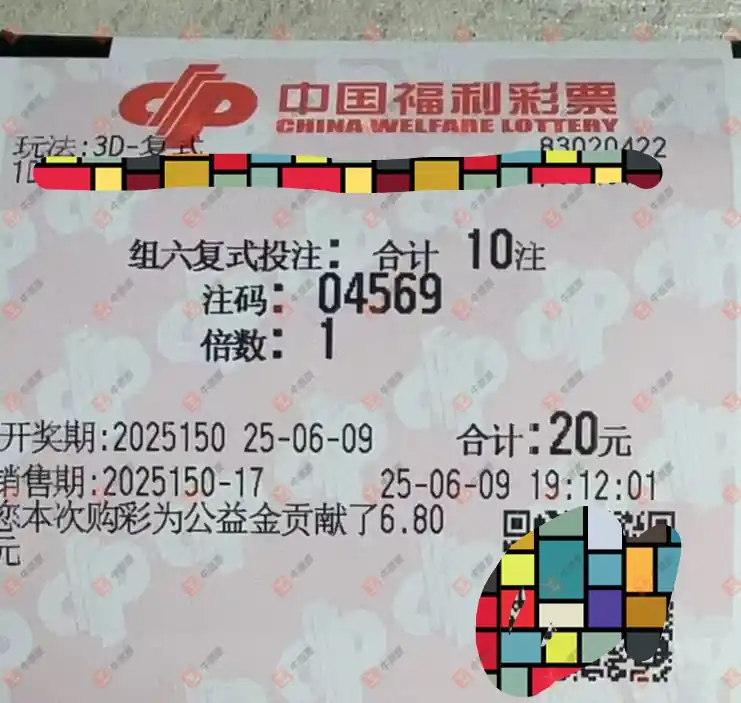 中国福利彩票
CHINA WELFARE LOTTERY
玩法:3D-复式 83020422
组六复式投注: 合计 10注
注码: 04569
倍数: 1
开奖期:2025150 25-06-09 合计:20元
销售期:2025150-17 25-06-09 19:12:01
您本次购彩为公益金贡献了6.80
元